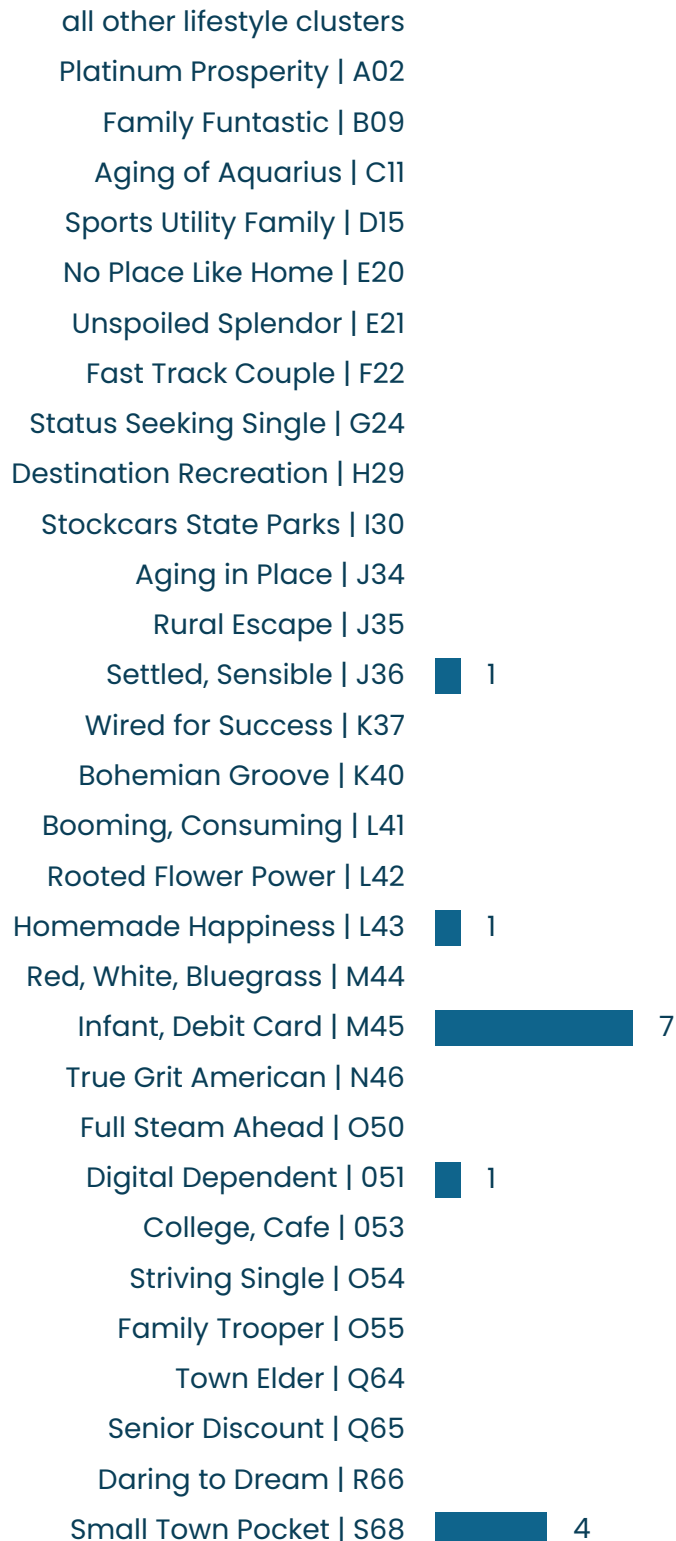 all other lifestyle clusters
Platinum Prosperity | A02
Family Funtastic | B09
Aging of Aquarius | C11
Sports Utility Family | D15
No Place Like Home | E20
Unspoiled Splendor | E21
Fast Track Couple | F22
Status Seeking Single | G24
Destination Recreation | H29
Stockcars State Parks | I30
Aging in Place | J34
Rural Escape | J35
Settled, Sensible | J36 1
Wired for Success | K37
Bohemian Groove | K40
Booming, Consuming | L41
Rooted Flower Power | L42
Homemade Happiness | L43 1
Red, White, Bluegrass | M44
Infant, Debit Card | M45 7
True Grit American | N46
Full Steam Ahead | O50
Digital Dependent | 051 1
College, Cafe | 053
Striving Single | O54
Family Trooper | O55
Town Elder | Q64
Senior Discount | Q65
Daring to Dream | R66
Small Town Pocket | S68 4